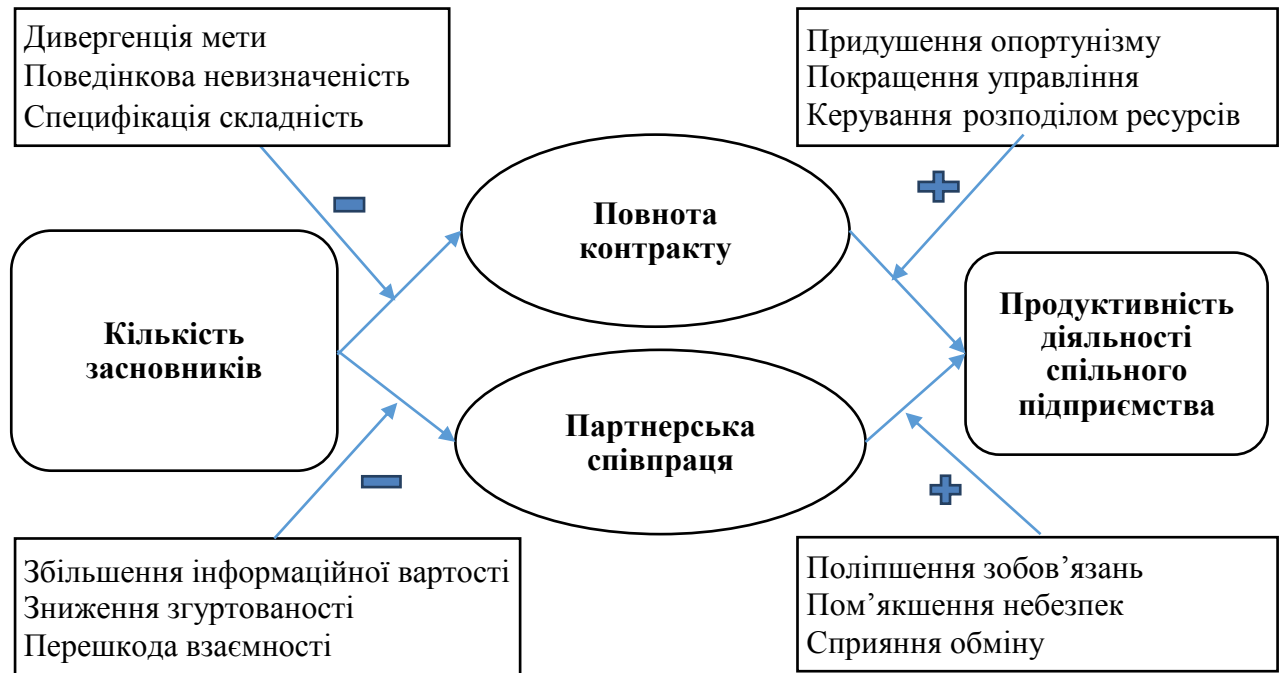 Дивергенція мети
Поведінкова невизначеність
Специфікація складність
Придушення опортунізму
Покращення управління
Керування розподілом ресурсів
Повнота
контракту
Кількість
засновників
Продуктивність
діяльності
спільного
підприємства
Партнерська
співпраця
Збільшення інформаційної вартості
Зниження згуртованості
Перешкода взаємності
Поліпшення зобов’язань
Пом’якшення небезпек
Сприяння обміну